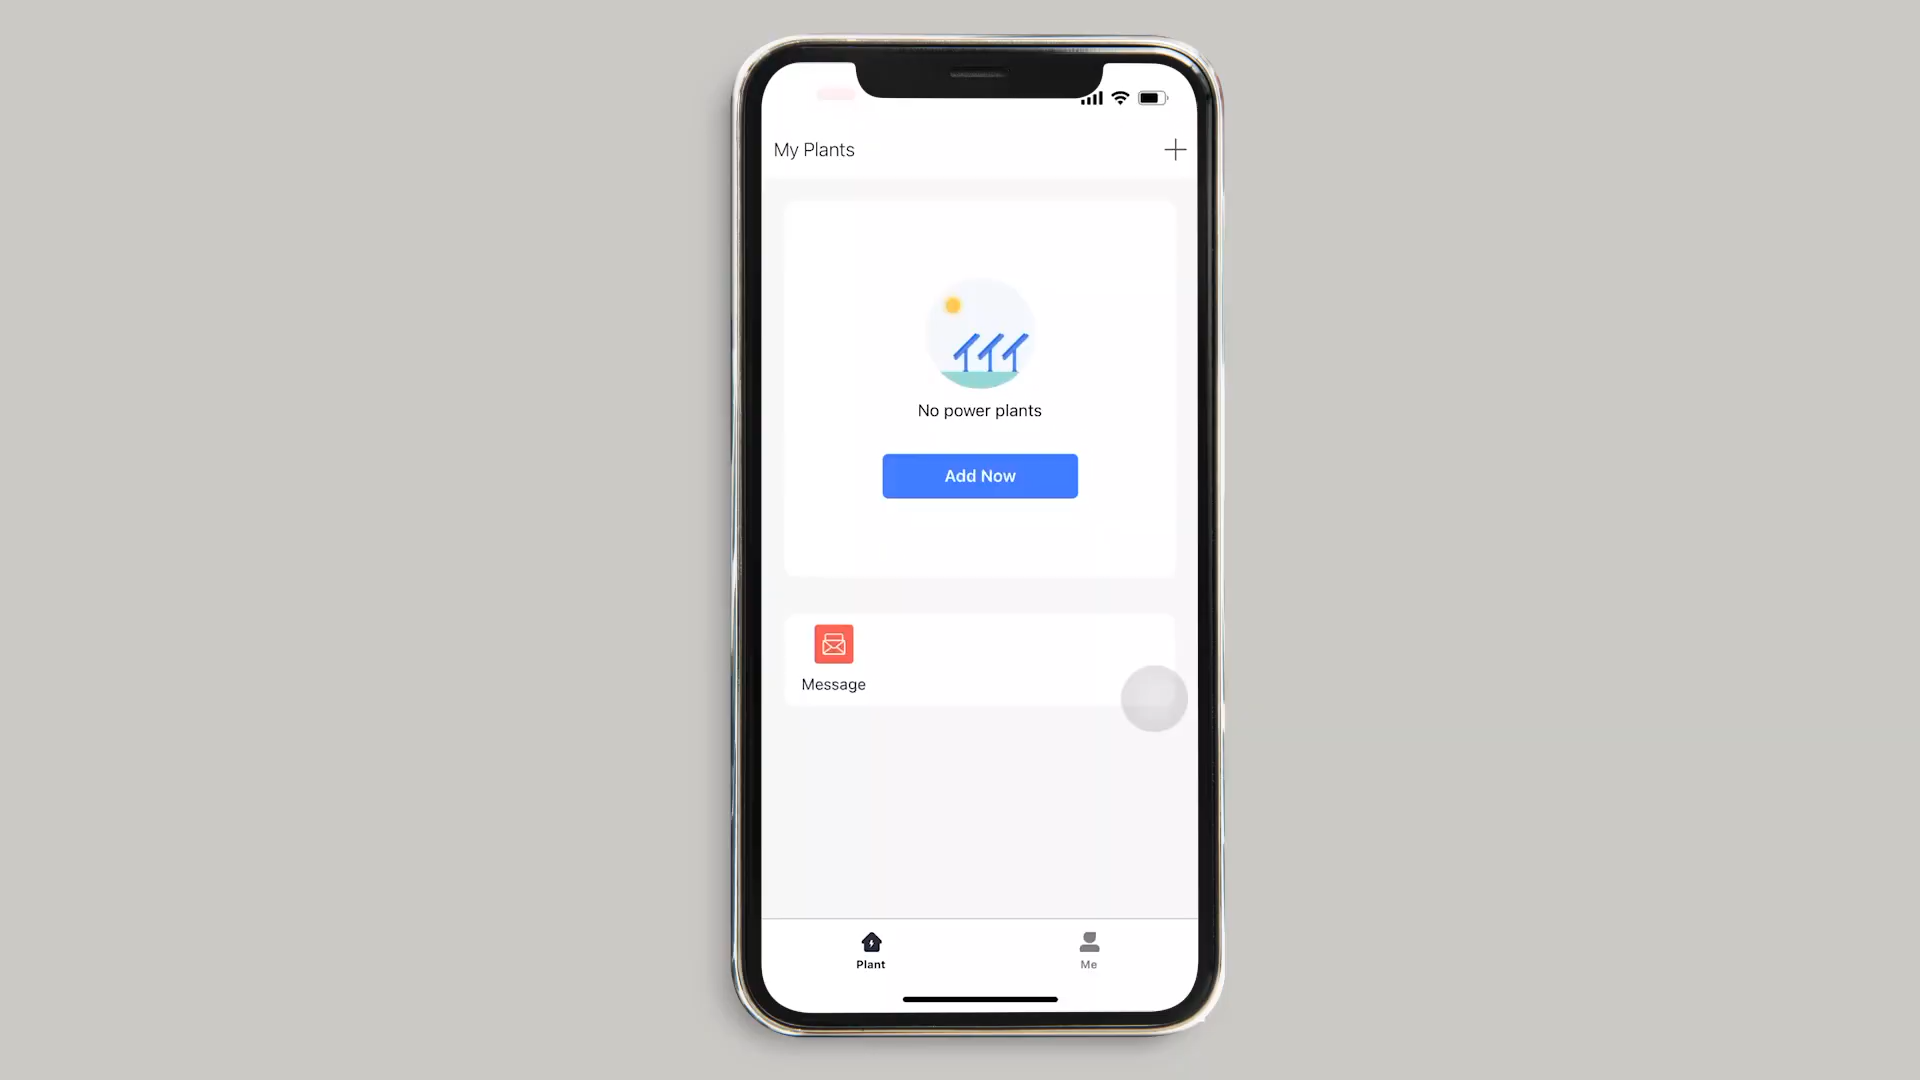 My Plants
No power plants
Add Now
Message
Plant
Me